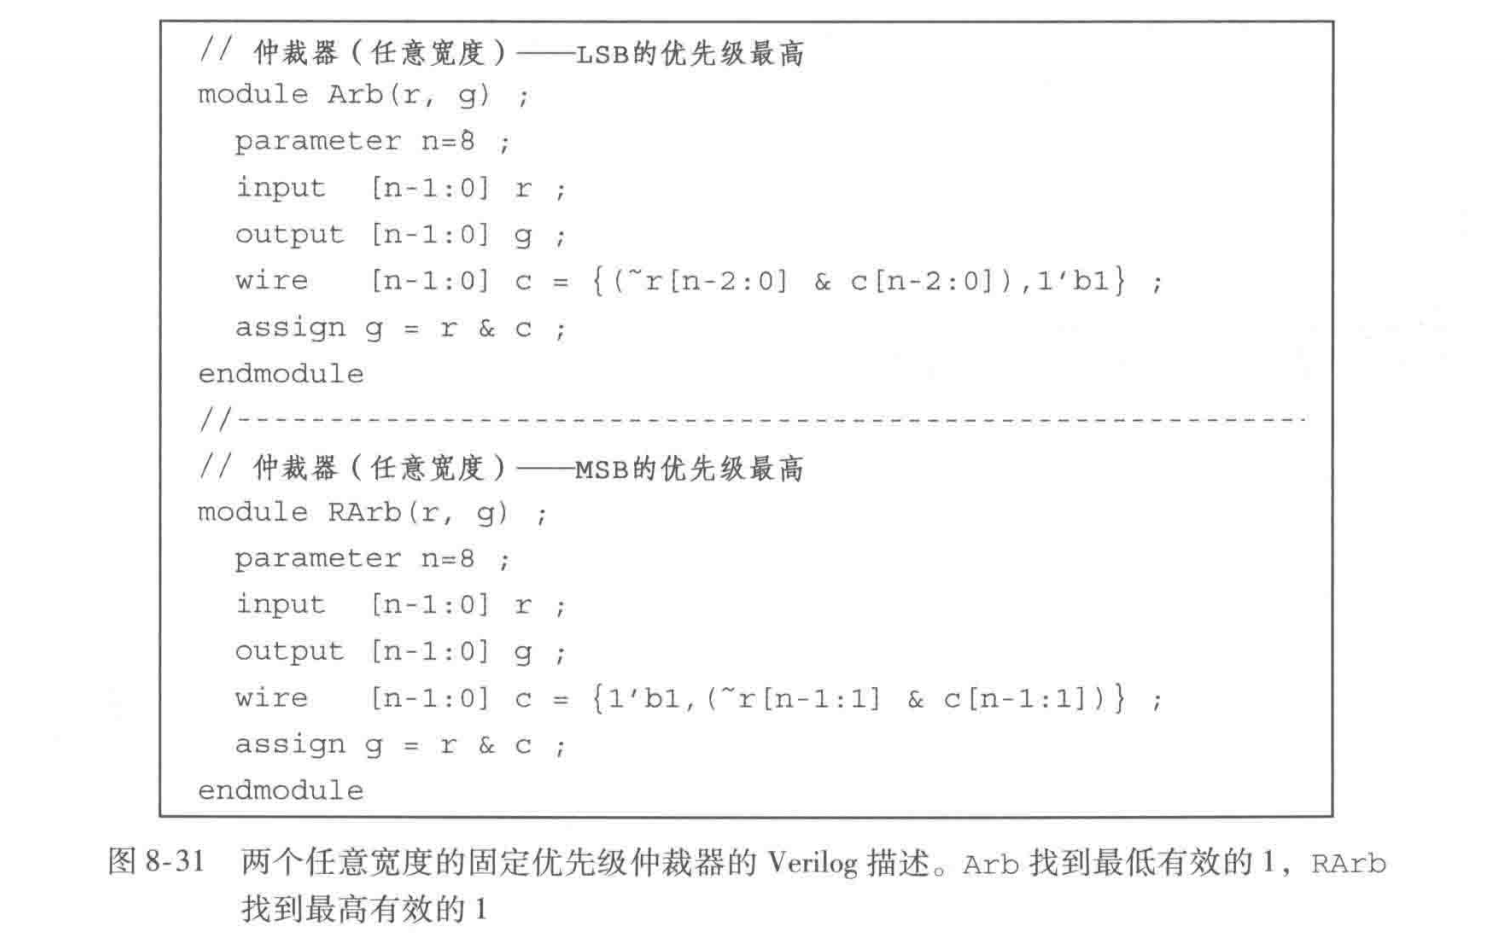 // 仲裁器（任意宽度）——LSB的优先级最高
module Arb(r, g) ;
  parameter n=8 ;
  input   [n-1:0] r ;
  output [n-1:0] g ;
  wire    [n-1:0] c = {(~r[n-2:0] & c[n-2:0]),1'b1} ;
  assign g = r & c ;
endmodule
//----------------------------------------------------------
// 仲裁器（任意宽度）——MSB的优先级最高
module RArb(r, g) ;
  parameter n=8 ;
  input   [n-1:0] r ;
  output [n-1:0] g ;
  wire    [n-1:0] c = {1'b1,(~r[n-1:1] & c[n-1:1])} ;
  assign g = r & c ;
endmodule
图 8-31 两个任意宽度的固定优先级仲裁器的 Verilog 描述。Arb 找到最低有效的 1，RArb
找到最高有效的 1